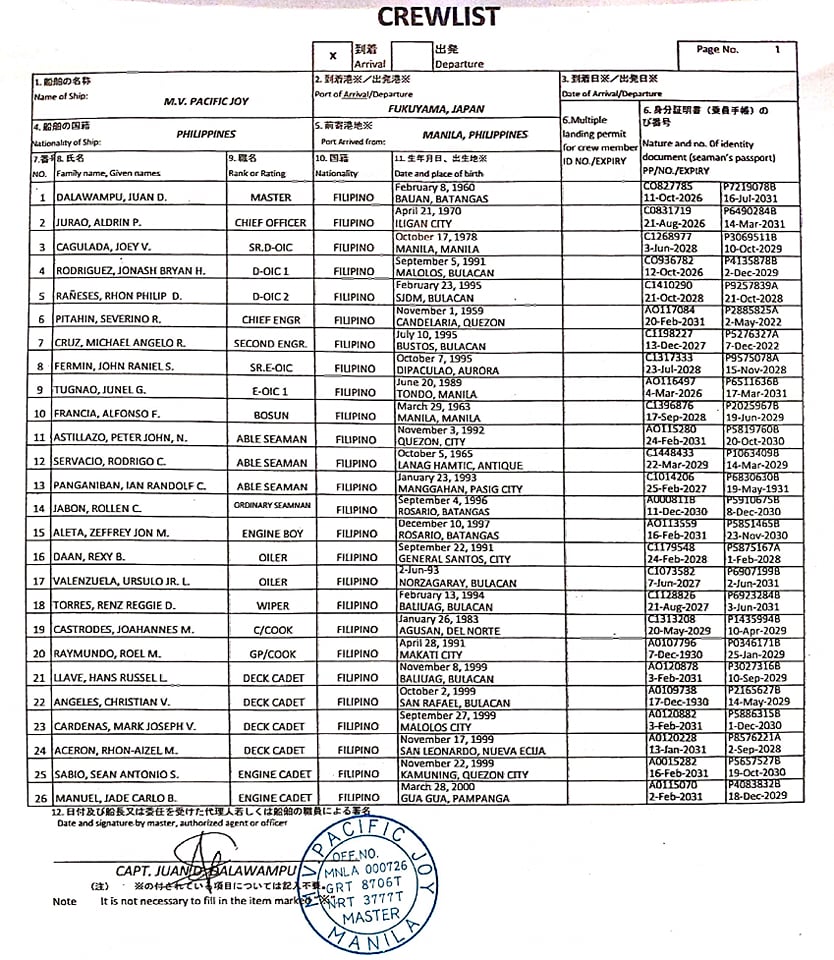 CREWLIST
x 到着 Arrival 出発 Departure Page No. 1
1. 船舶の名称 2. 到着港※/出発港※ 3. 到着日※/出発日※
Name of Ship: M.V. PACIFIC JOY Port of Arrival/Departure FUKUYAMA, JAPAN Date of Arrival/Departure
4. 船舶の国籍 5. 前寄港地※ 6.Multiple landing permit for crew member ID NO./EXPIRY 6. 身分証明書（乗員手帳）の び番号
Nationality of Ship: PHILIPPINES Port Arrived from: MANILA, PHILIPPINES Nature and no. Of identity document (seaman's passport) PP/NO./EXPIRY
7.番号 8. 氏名 9. 職名 10. 国籍 11. 生年月日、出生地※
NO. Family name, Given names Rank or Rating Nationality Date and place of birth
February 8, 1960 C0827785 P7219078B
1 DALAWAMPU, JUAN D. MASTER FILIPINO BAUAN, BATANGAS 11-Oct-2026 16-Jul-2031
April 21, 1970 C0831719 P6490284B
2 JURAO, ALDRIN P. CHIEF OFFICER FILIPINO ILIGAN CITY 21-Aug-2026 14-Mar-2031
October 17, 1978 C1268977 P3069511B
3 CAGULADA, JOEY V. SR.D-OIC FILIPINO MANILA, MANILA 3-Jun-2028 10-Oct-2029
September 5, 1991 CO936782 P4135878B
4 RODRIGUEZ, JONASH BRYAN H. D-OIC 1 FILIPINO MALOLOS, BULACAN 12-Oct-2026 2-Dec-2029
February 23, 1995 C1410290 P9257839A
5 RAÑESES, RHON PHILIP D. D-OIC 2 FILIPINO SJDM, BULACAN 21-Oct-2028 21-Oct-2028
November 1, 1959 AO117084 P2885825A
6 PITAHIN, SEVERINO R. CHIEF ENGR FILIPINO CANDELARIA, QUEZON 20-Feb-2031 2-May-2022
July 10, 1995 C1198227 P5276327A
7 CRUZ, MICHAEL ANGELO R. SECOND ENGR. FILIPINO BUSTOS, BULACAN 13-Dec-2027 7-Dec-2022
October 7, 1995 C1317333 P9575078A
8 FERMIN, JOHN RANIEL S. SR.E-OIC FILIPINO DIPACULAO, AURORA 23-Jul-2028 15-Nov-2028
June 20, 1989 AO116497 P6511636B
9 TUGNAO, JUNEL G. E-OIC 1 FILIPINO TONDO, MANILA 4-Mar-2026 17-Mar-2031
March 29, 1963 C1396876 P2025967B
10 FRANCIA, ALFONSO F. BOSUN FILIPINO MANILA, MANILA 17-Sep-2028 19-Jun-2029
November 3, 1992 AO115280 P5819760B
11 ASTILLAZO, PETER JOHN, N. ABLE SEAMAN FILIPINO QUEZON, CITY 24-Feb-2031 20-Oct-2030
October 5, 1965 C1448433 P1063409B
12 SERVACIO, RODRIGO C. ABLE SEAMAN FILIPINO LANAG HAMTIC, ANTIQUE 22-Mar-2029 14-Mar-2029
January 23, 1993 C1014206 P6830630B
13 PANGANIBAN, IAN RANDOLF C. ABLE SEAMAN FILIPINO MANGGAHAN, PASIG CITY 25-Feb-2027 19-May-1931
September 4, 1996 A000811B P5910675B
14 JABON, ROLLEN C. ORDINARY SEAMNAN FILIPINO ROSARIO, BATANGAS 11-Dec-2030 8-Dec-2030
December 10, 1997 AO113559 P5851465B
15 ALETA, ZEFFREY JON M. ENGINE BOY FILIPINO ROSARIO, BATANGAS 16-Feb-2031 23-Nov-2030
September 22, 1991 C1179548 P5875167A
16 DAAN, REXY B. OILER FILIPINO GENERAL SANTOS, CITY 24-Feb-2028 1-Feb-2028
2-Jun-93 C1073582 P6907199B
17 VALENZUELA, URSULO JR. L. OILER FILIPINO NORZAGARAY, BULACAN 7-Jun-2027 2-Jun-2031
February 13, 1994 C1128826 P6923284B
18 TORRES, RENZ REGGIE D. WIPER FILIPINO BALIUAG, BULACAN 21-Aug-2027 3-Jun-2031
January 26, 1983 C1313208 P1435994B
19 CASTRODES, JOAHANNES M. C/COOK FILIPINO AGUSAN, DEL NORTE 20-May-2029 10-Apr-2029
April 28, 1991 A0107796 P0346171B
20 RAYMUNDO, ROEL M. GP/COOK FILIPINO MAKATI CITY 7-Dec-1930 25-Jan-2029
November 8, 1999 AO120878 P3027316B
21 LLAVE, HANS RUSSEL L. DECK CADET FILIPINO BALIUAG, BULACAN 3-Feb-2031 10-Sep-2029
October 2, 1999 A0109738 P2165627B
22 ANGELES, CHRISTIAN V. DECK CADET FILIPINO SAN RAFAEL, BULACAN 17-Dec-1930 14-May-2029
September 27, 1999 A0120882 P5886315B
23 CARDENAS, MARK JOSEPH V. DECK CADET FILIPINO MALOLOS CITY 3-Feb-2031 1-Dec-2030
November 17, 1999 A0120228 P8576221A
24 ACERON, RHON-AIZEL M. DECK CADET FILIPINO SAN LEONARDO, NUEVA ECIJA 13-Jan-2031 2-Sep-2028
November 22, 1999 A0015282 P5657527B
25 SABIO, SEAN ANTONIO S. ENGINE CADET FILIPINO KAMUNING, QUEZON CITY 16-Feb-2031 19-Oct-2030
March 28, 2000 A0115070 P4083832B
26 MANUEL, JADE CARLO B. ENGINE CADET FILIPINO GUA GUA, PAMPANGA 2-Feb-2031 18-Dec-2029
12. 日付及び船長又は委任を受けた代理人若しくは船舶の職員による署名
Date and signature by master, authorized agent or officer
CAPT. JUAN D. DALAWAMPU
（注） ※の付されている項目については記入不要。
Note It is not necessary to fill in the item marked "※".
M.V. PACIFIC JOY
OFF.NO.
MNLA 000726
GRT 8706T
NRT 3777T
MASTER
MANILA